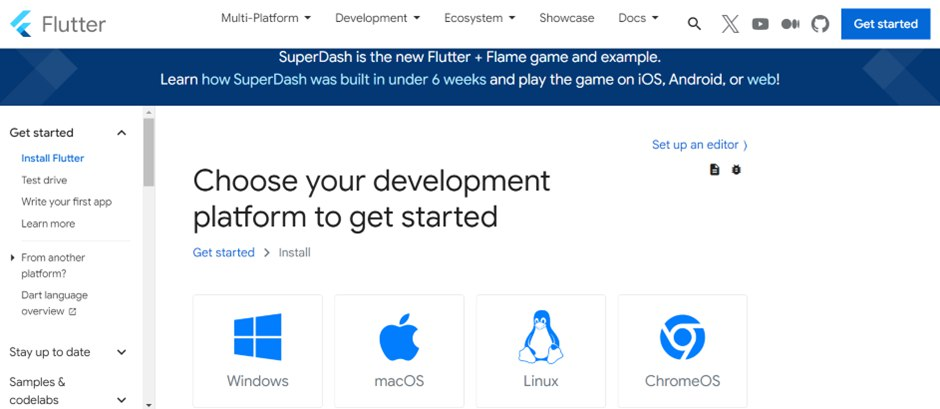 Flutter
Multi-Platform
Development
Ecosystem
Showcase
Docs
Get started
SuperDash is the new Flutter + Flame game and example.
Learn how SuperDash was built in under 6 weeks and play the game on iOS, Android, or web!
Get started
Install Flutter
Test drive
Write your first app
Learn more
From another
platform?
Dart language
overview
Stay up to date
Samples &
codelabs
Set up an editor
Choose your development
platform to get started
Get started
Install
Windows
macOS
Linux
ChromeOS